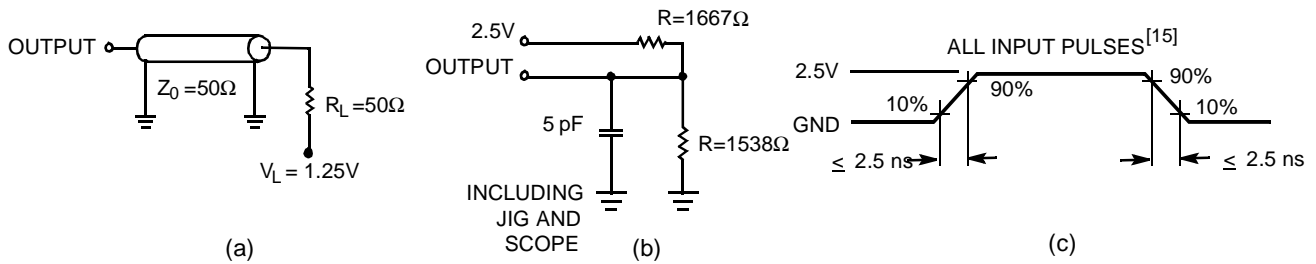 OUTPUT
Z0 = 50Ω
RL = 50Ω
VL = 1.25V
(a)
R=1667Ω
2.5V
OUTPUT
5 pF
R=1538Ω
INCLUDING
JIG AND
SCOPE
(b)
ALL INPUT PULSES[15]
2.5V
90%
90%
10%
10%
GND
≤ 2.5 ns
≤ 2.5 ns
(c)